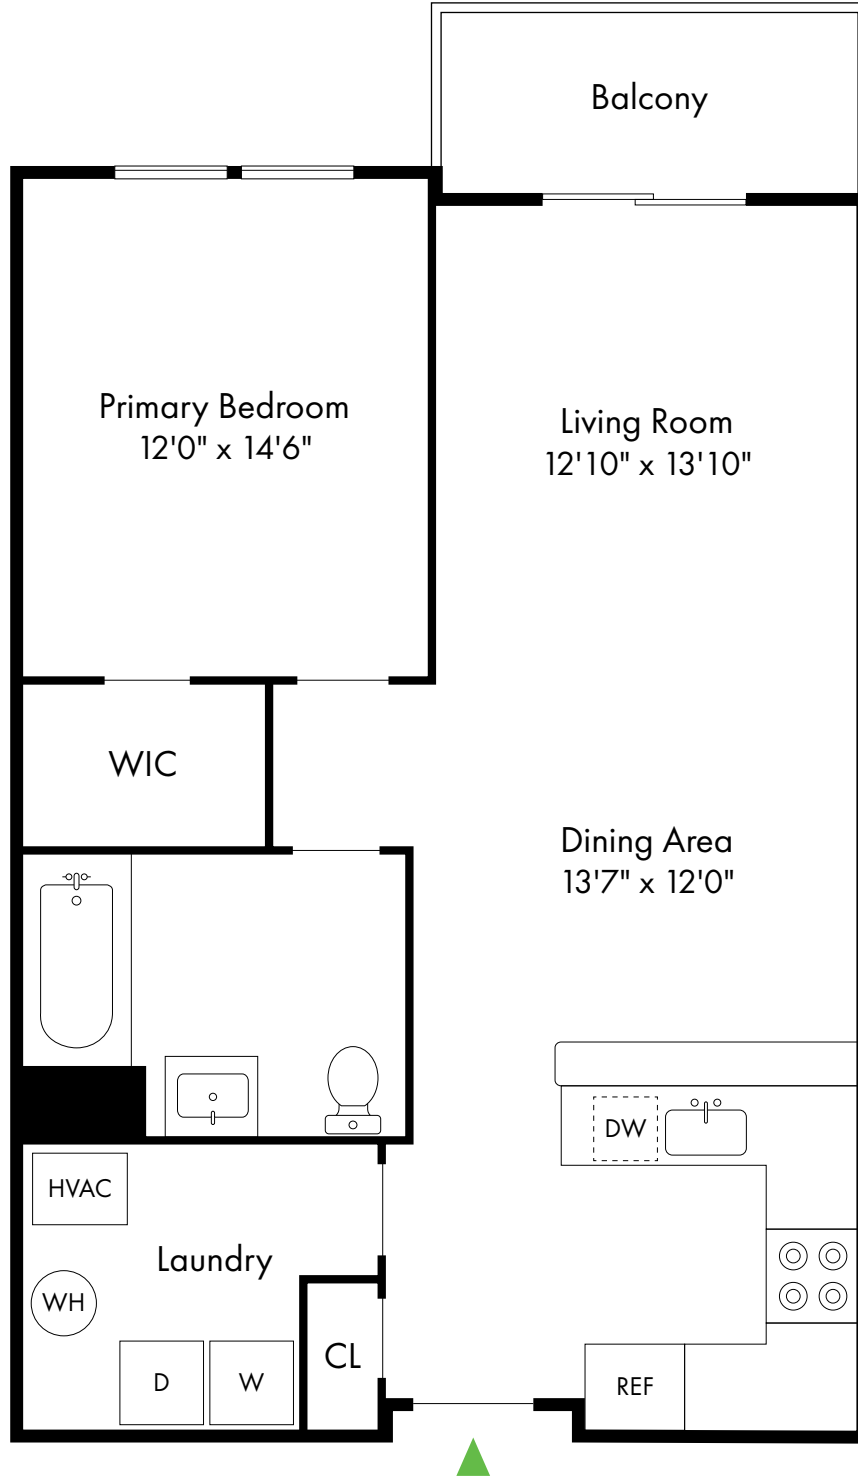 Balcony
Primary Bedroom
12'0" x 14'6"
Living Room
12'10" x 13'10"
WIC
Dining Area
13'7" x 12'0"
DW
HVAC
Laundry
WH
CL
D
W
REF